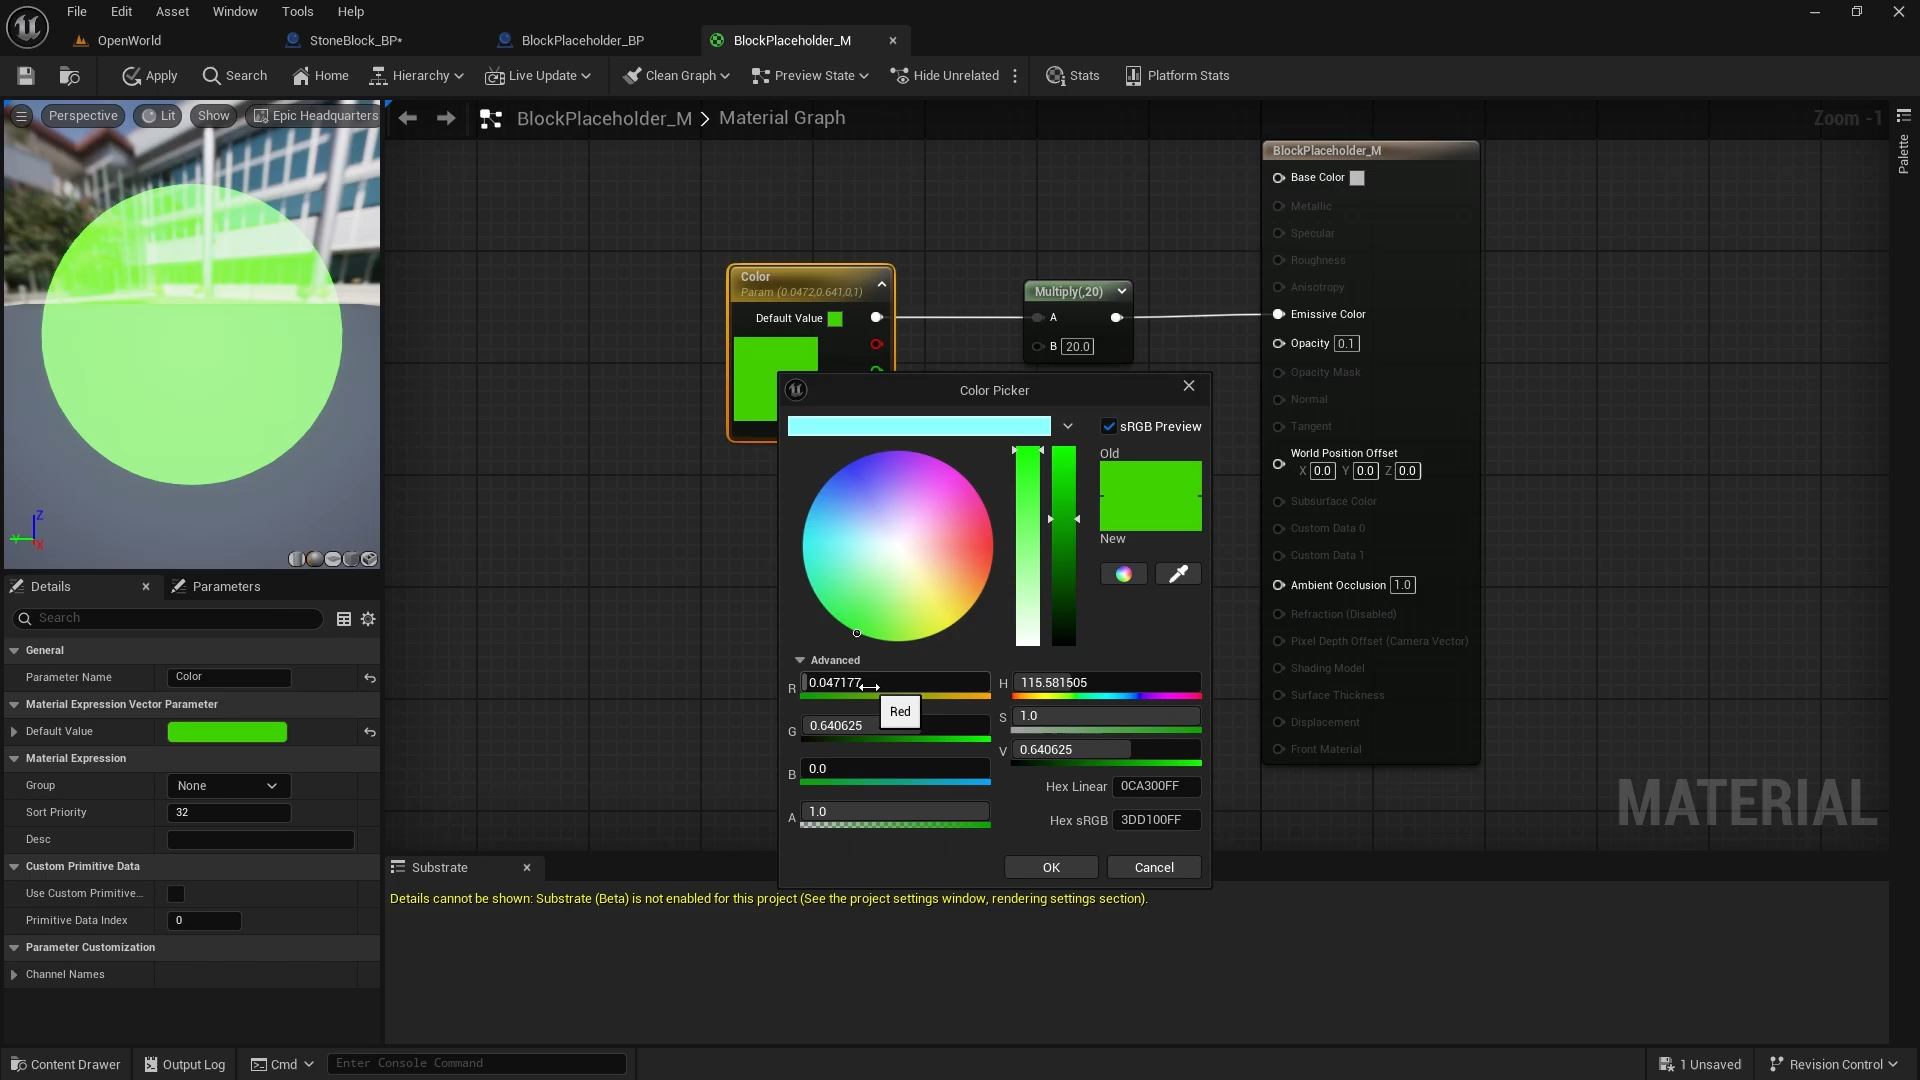 File Edit Asset Window Tools Help
OpenWorld StoneBlock_BP* BlockPlaceholder_BP BlockPlaceholder_M
Apply Search Home Hierarchy Live Update Clean Graph Preview State Hide Unrelated Stats Platform Stats
Perspective Lit Show Epic Headquarters
BlockPlaceholder_M > Material Graph
Zoom -1
Palette
BlockPlaceholder_M
Base Color
Metallic
Specular
Roughness
Anisotropy
Emissive Color
Opacity 0.1
Opacity Mask
Normal
Tangent
World Position Offset
X 0.0 Y 0.0 Z 0.0
Subsurface Color
Custom Data 0
Custom Data 1
Ambient Occlusion 1.0
Refraction (Disabled)
Pixel Depth Offset (Camera Vector)
Shading Model
Surface Thickness
Displacement
Front Material
Color
Param (0.0472,0.641,0,1)
Default Value
Multiply(,20)
A
B 20.0
Color Picker
sRGB Preview
Old
New
Advanced
R 0.047177
Red
G 0.640625
B 0.0
A 1.0
H 115.581505
S 1.0
V 0.640625
Hex Linear 0CA300FF
Hex sRGB 3DD100FF
OK Cancel
MATERIAL
Z
Y
X
Details Parameters
Search
General
Parameter Name Color
Material Expression Vector Parameter
Default Value
Material Expression
Group None
Sort Priority 32
Desc
Custom Primitive Data
Use Custom Primitive...
Primitive Data Index 0
Parameter Customization
Channel Names
Substrate
Details cannot be shown: Substrate (Beta) is not enabled for this project (See the project settings window, rendering settings section).
Content Drawer Output Log Cmd Enter Console Command 1 Unsaved Revision Control